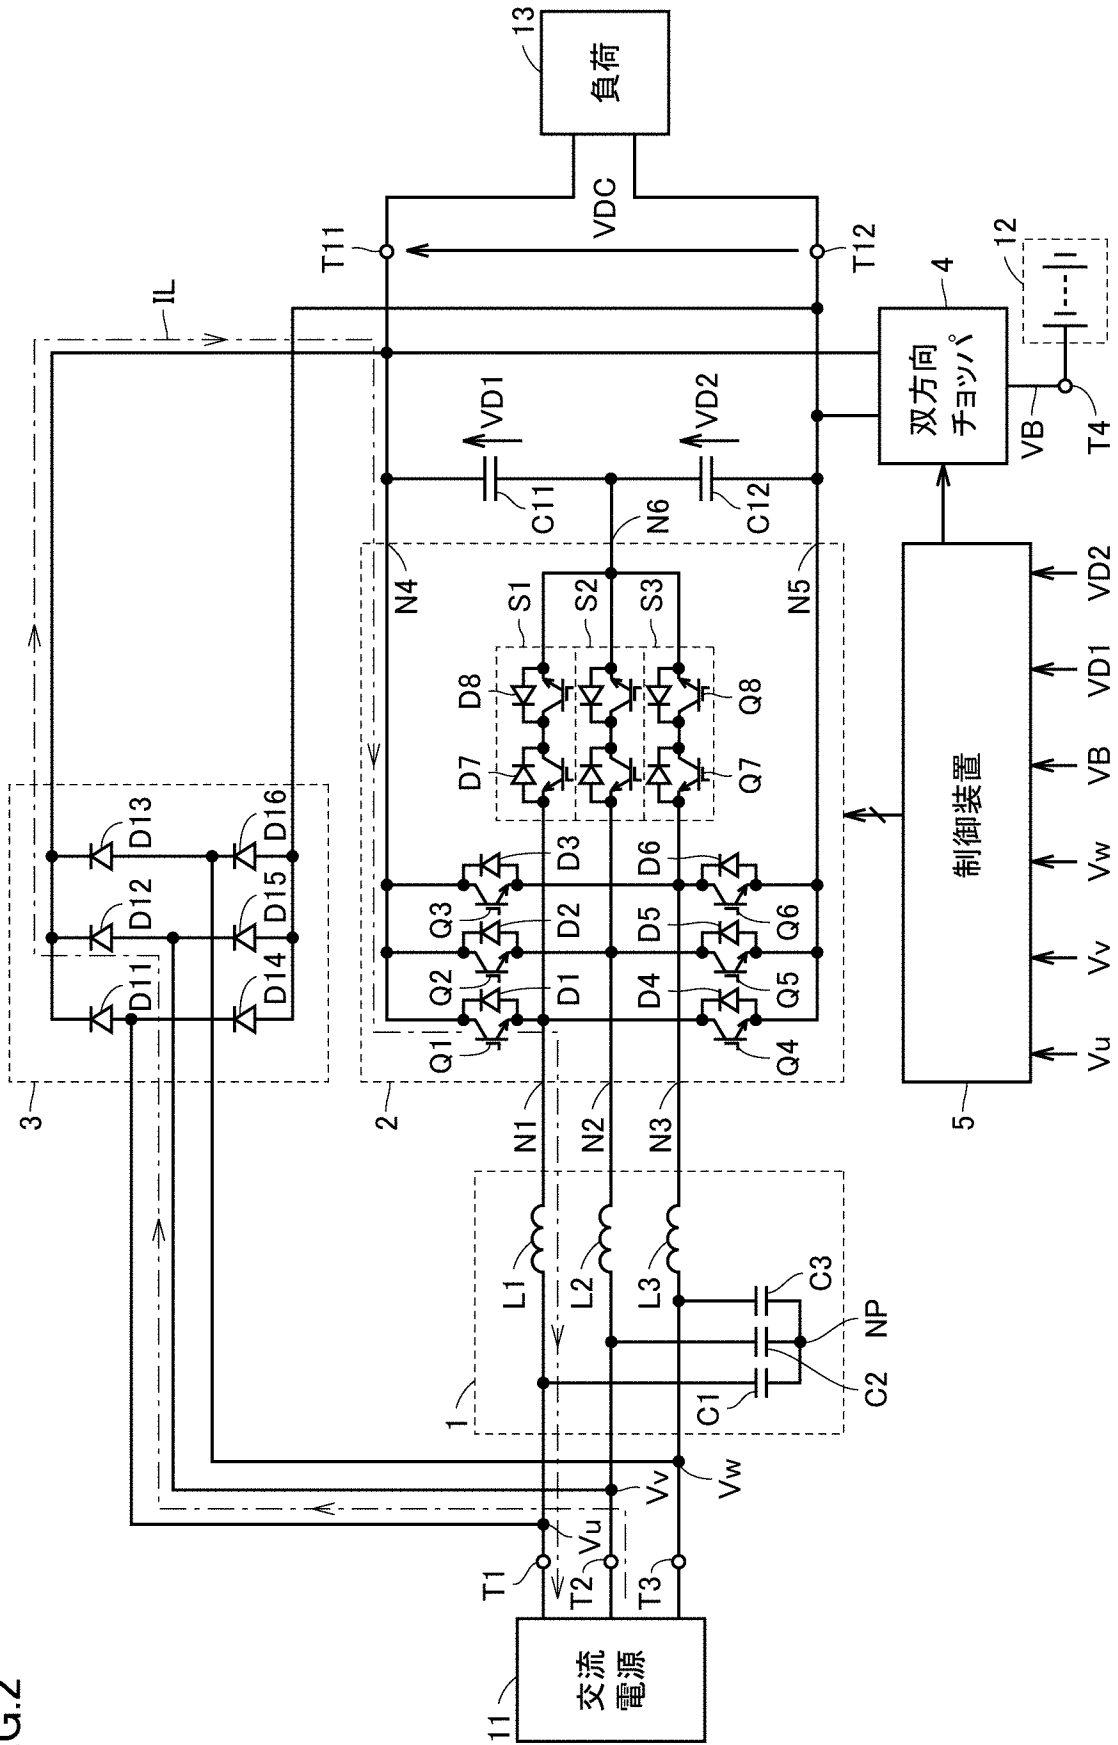 G.2
3
D11
D12
D13
D14
D15
D16
IL
T11
13
負荷
VDC
T12
2
N4
Q1
Q2
Q3
D1
D2
D3
D7
D8
S1
S2
S3
Q7
Q8
D4
D5
D6
Q4
Q5
Q6
N1
N2
N3
N5
N6
VD1
C11
VD2
C12
1
L1
L2
L3
C1
C2
C3
NP
11
交流
電源
T1
T2
T3
Vu
Vv
Vw
4
双方向
チョッパ
12
VB
T4
5
制御装置
Vu
Vv
Vw
VB
VD1
VD2